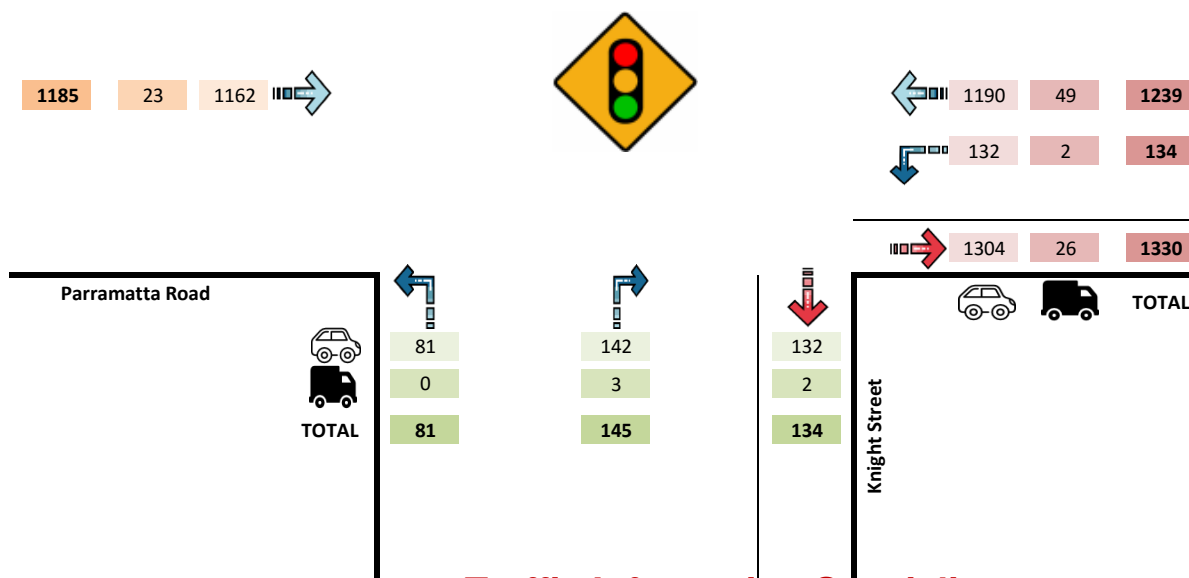 1185 23 1162 1190 49 1239
132 2 134
1304 26 1330
Parramatta Road
TOTAL
81 142 132
0 3 2
TOTAL 81 145 134
Knight Street